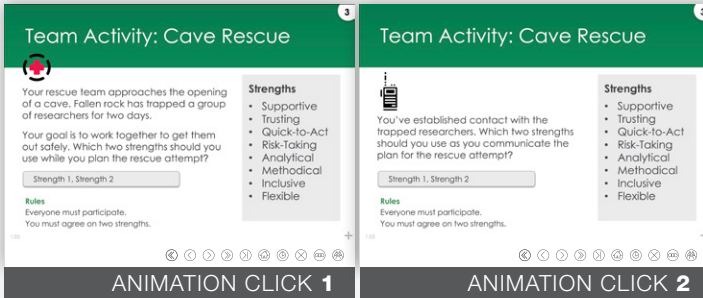 3
Team Activity: Cave Rescue
Your rescue team approaches the opening
of a cave. Fallen rock has trapped a group
of researchers for two days.
Your goal is to work together to get them
out safely. Which two strengths should you
use while you plan the rescue attempt?
Strength 1, Strength 2
Rules
Everyone must participate.
You must agree on two strengths.
Strengths
• Supportive
• Trusting
• Quick-to-Act
• Risk-Taking
• Analytical
• Methodical
• Inclusive
• Flexible
ANIMATION CLICK 1
Team Activity: Cave Rescue
You've established contact with the
trapped researchers. Which two strengths
should you use as you communicate the
plan for the rescue attempt?
Strength 1, Strength 2
Rules
Everyone must participate.
You must agree on two strengths.
Strengths
• Supportive
• Trusting
• Quick-to-Act
• Risk-Taking
• Analytical
• Methodical
• Inclusive
• Flexible
ANIMATION CLICK 2